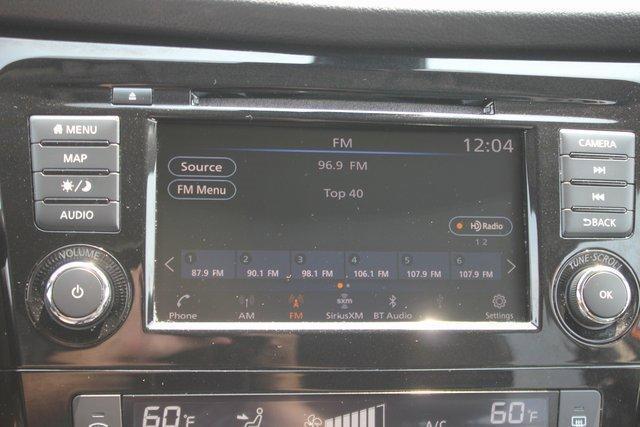 MENU
MAP
AUDIO
VOLUME
FM
12:04
Source
96.9 FM
FM Menu
Top 40
HD Radio
1 2
1 2 3 4 5 6
87.9 FM 90.1 FM 98.1 FM 106.1 FM 107.9 FM 107.9 FM
Phone AM FM SiriusXM BT Audio Settings
sxm
CAMERA
BACK
TUNE·SCROLL
OK
60°F A/C 60°F